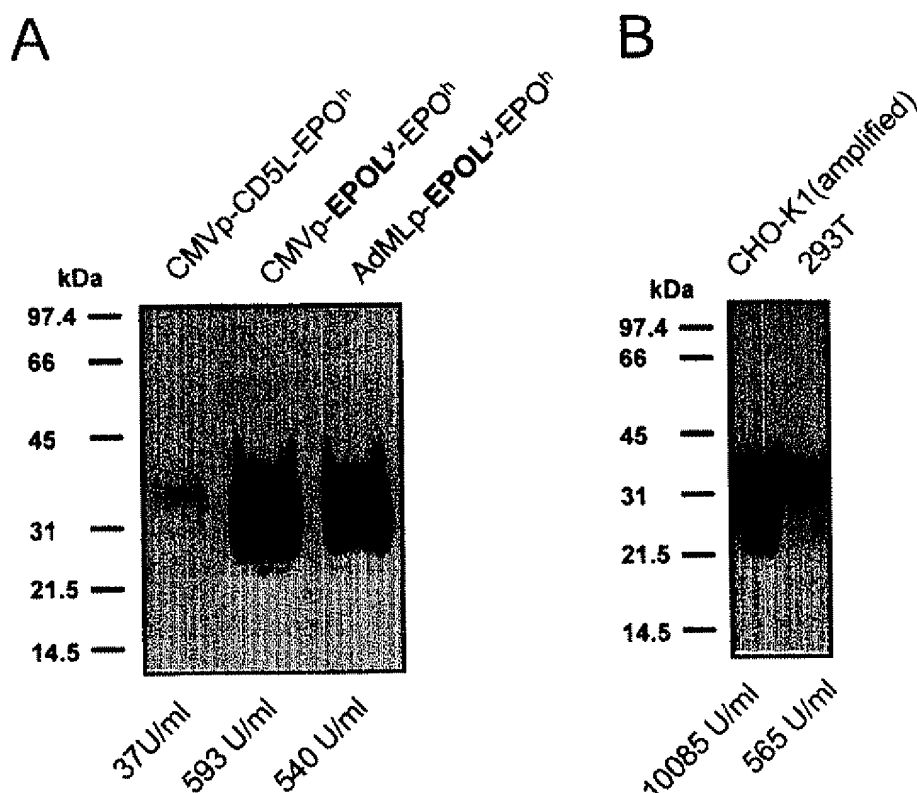 A
CMVp-CD5L-EPOʰ
CMVp-EPOLʸ-EPOʰ
AdMLp-EPOLʸ-EPOʰ
kDa
97.4
66
45
31
21.5
14.5
37U/ml
593 U/ml
540 U/ml
B
CHO-K1(amplified)
293T
kDa
97.4
66
45
31
21.5
14.5
10085 U/ml
565 U/ml